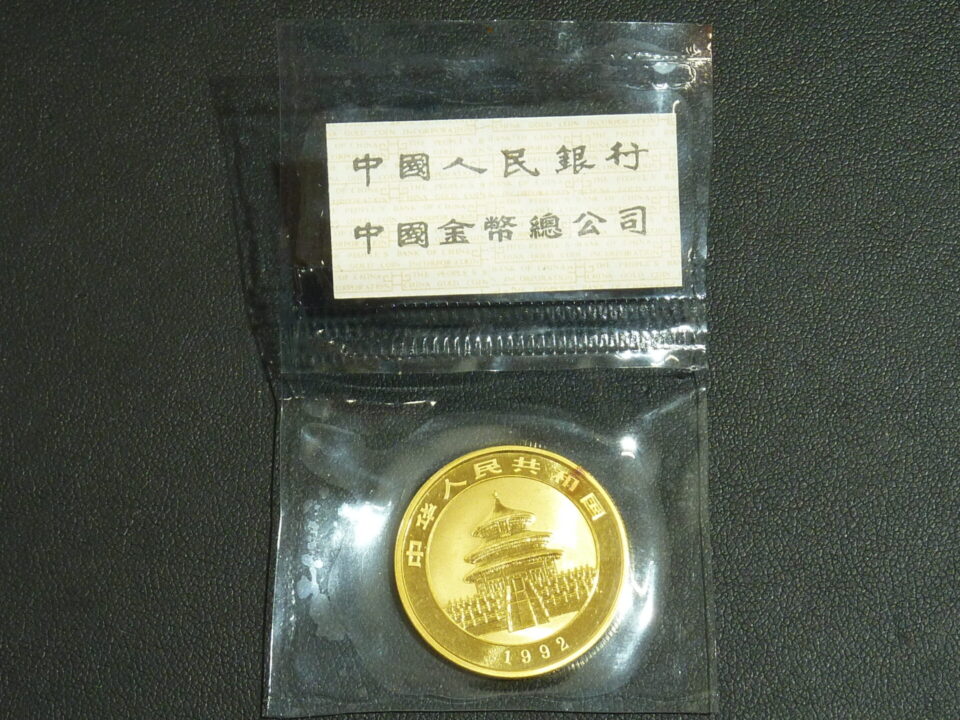 中國人民銀行
中國金幣總公司
中华人民共和国
1992